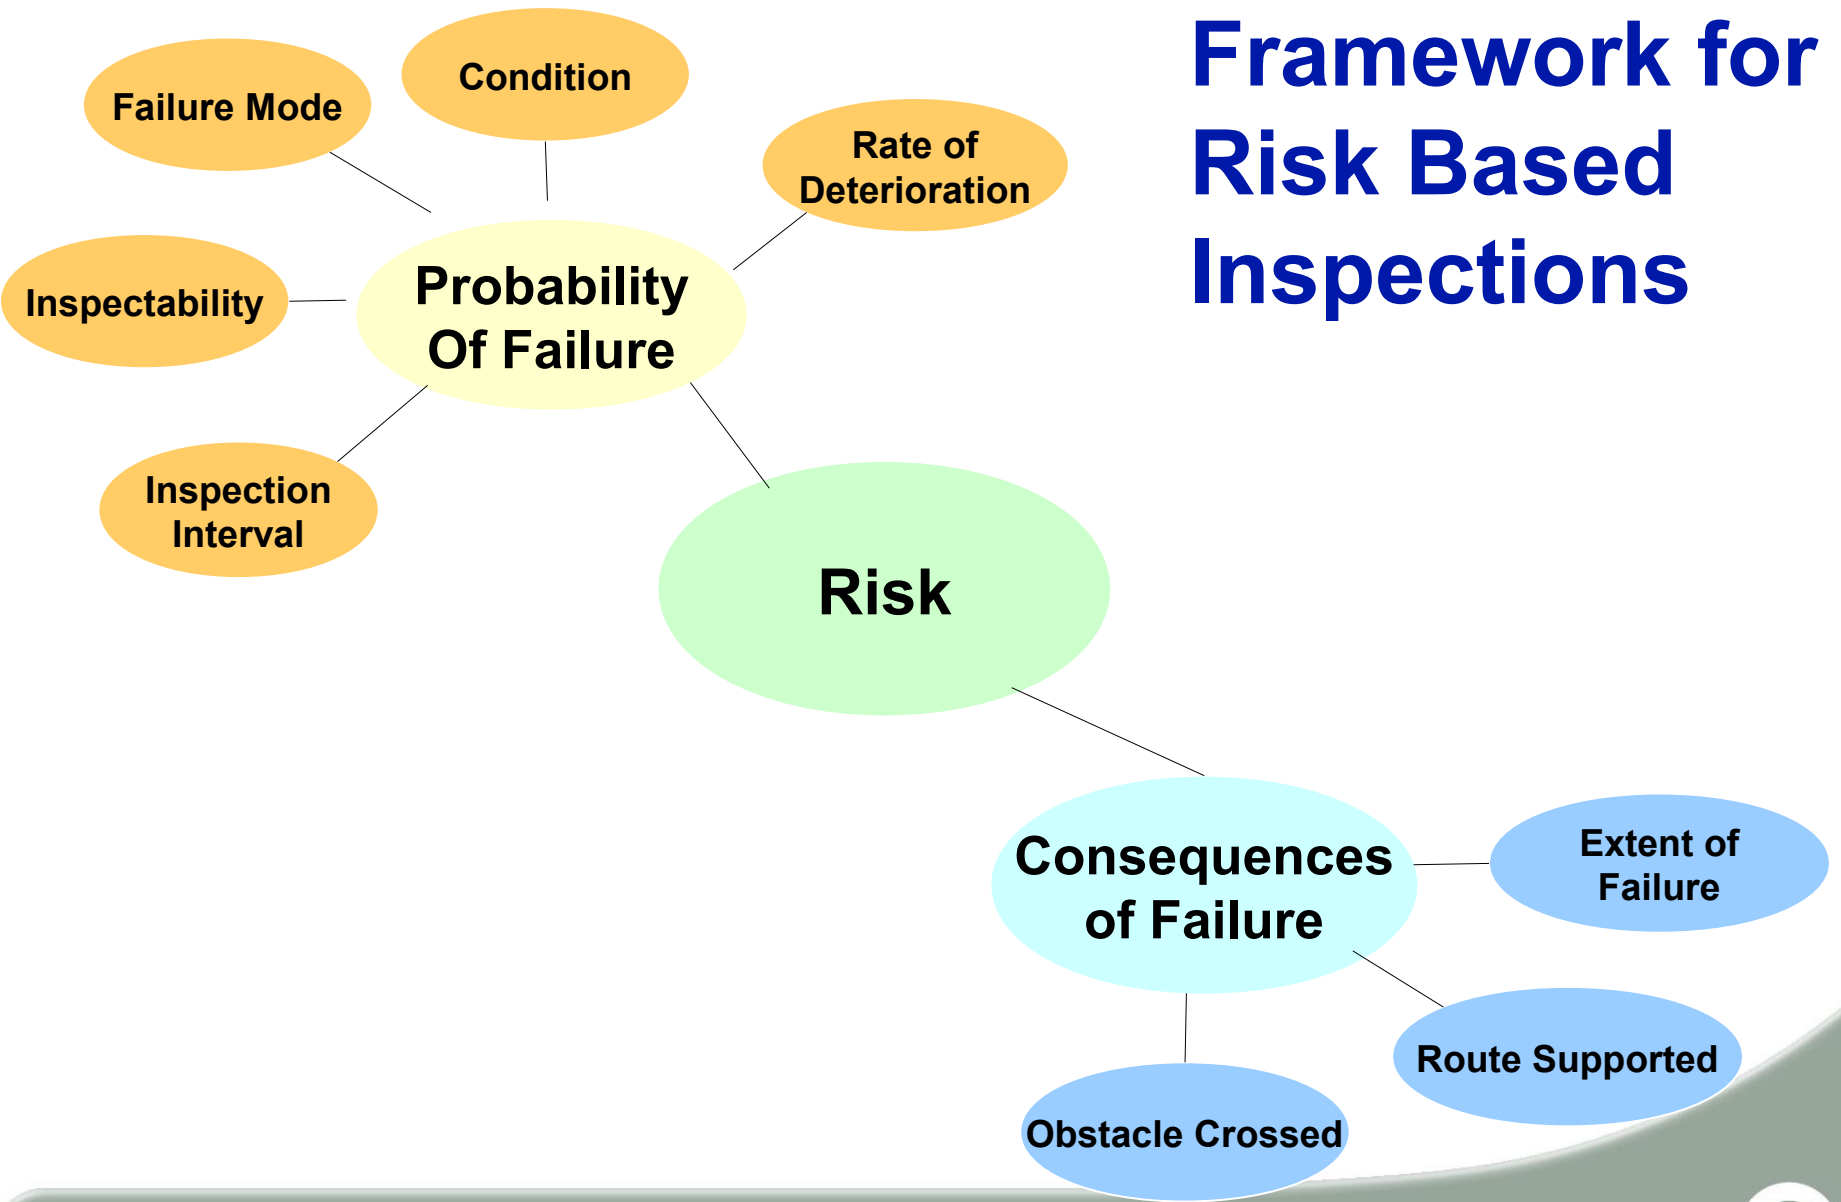 Framework for
Risk Based
Inspections
Condition
Failure Mode
Rate of
Deterioration
Probability
Of Failure
Inspectability
Inspection
Interval
Risk
Consequences
of Failure
Extent of
Failure
Route Supported
Obstacle Crossed